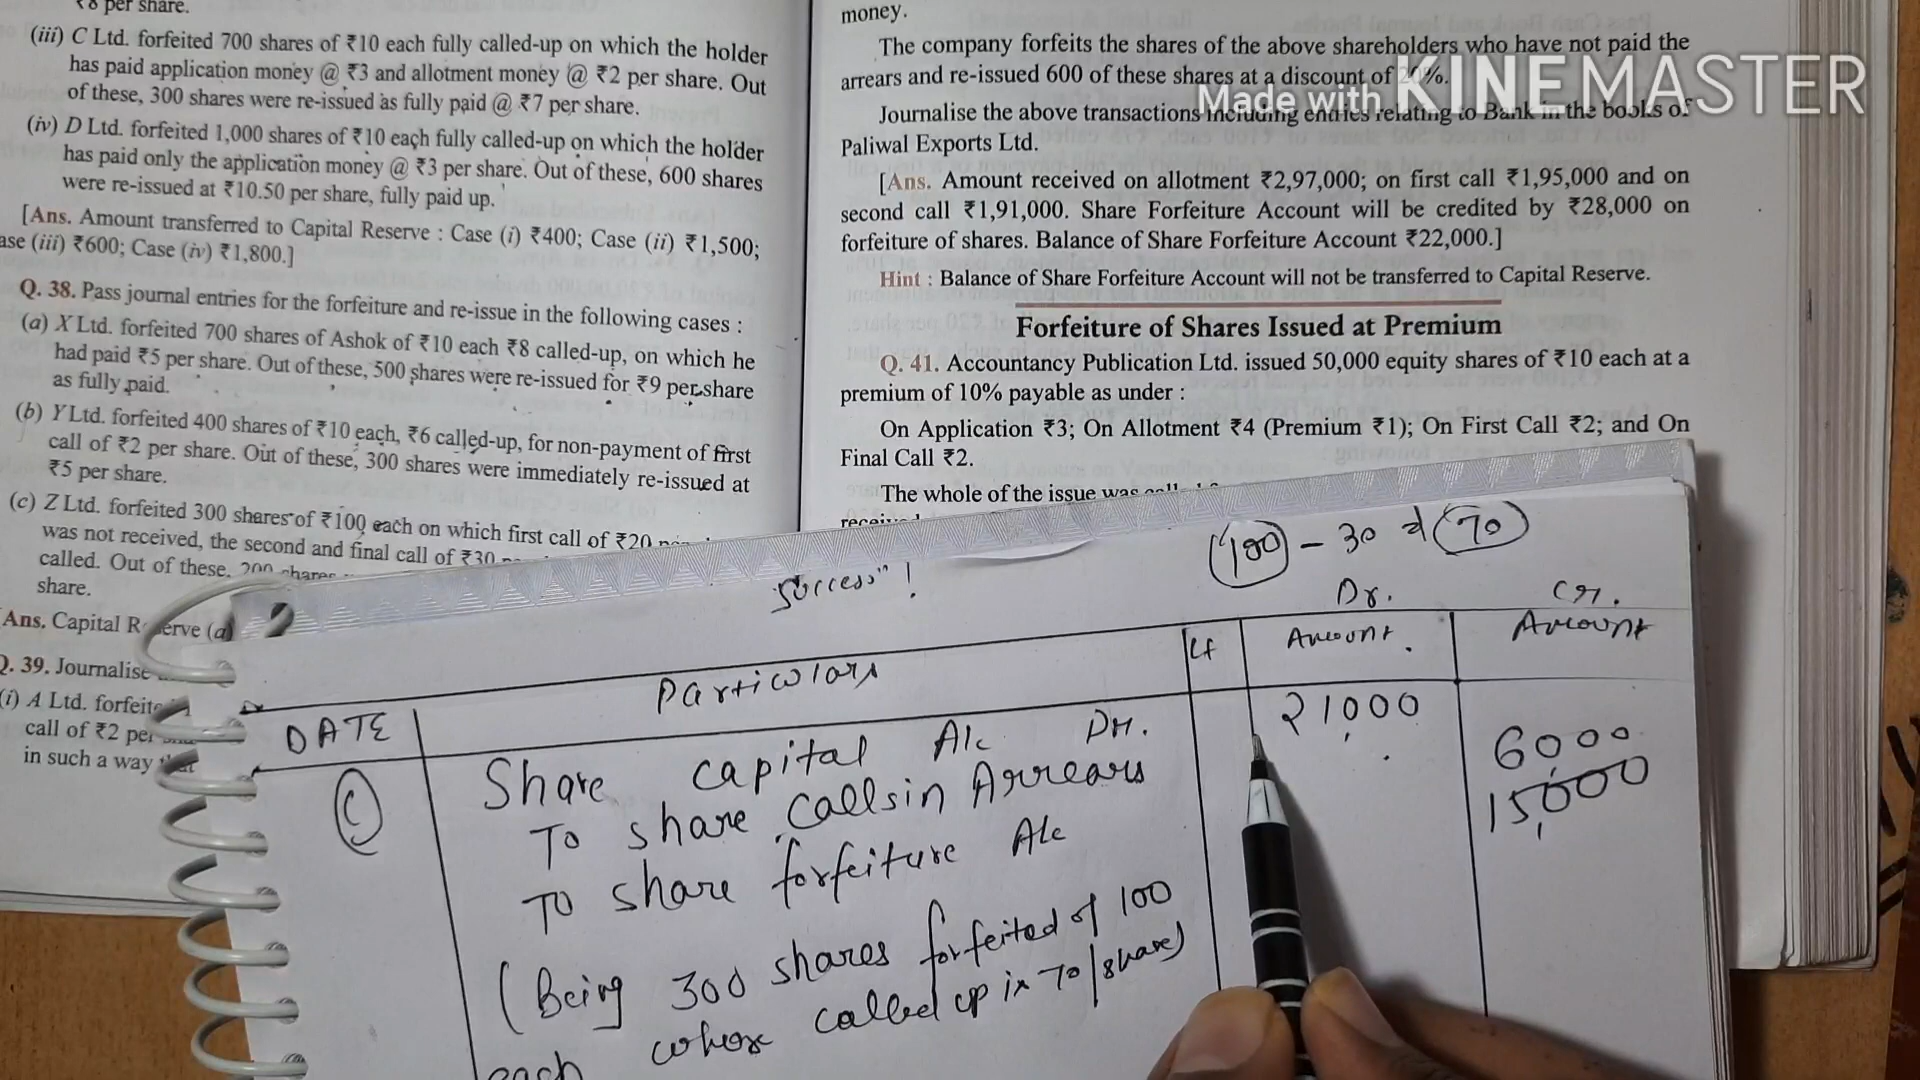 ₹8 per share.
(iii) C Ltd. forfeited 700 shares of ₹10 each fully called-up on which the holder
has paid application money @ ₹3 and allotment money @ ₹2 per share. Out
of these, 300 shares were re-issued as fully paid @ ₹7 per share.
(iv) D Ltd. forfeited 1,000 shares of ₹10 each fully called-up on which the holder
has paid only the application money @ ₹3 per share. Out of these, 600 shares
were re-issued at ₹10.50 per share, fully paid up.
[Ans. Amount transferred to Capital Reserve : Case (i) ₹400; Case (ii) ₹1,500;
ase (iii) ₹600; Case (iv) ₹1,800.]
Q. 38. Pass journal entries for the forfeiture and re-issue in the following cases :
(a) X Ltd. forfeited 700 shares of Ashok of ₹10 each ₹8 called-up, on which he
had paid ₹5 per share. Out of these, 500 shares were re-issued for ₹9 per share
as fully paid.
(b) Y Ltd. forfeited 400 shares of ₹10 each, ₹6 called-up, for non-payment of first
call of ₹2 per share. Out of these, 300 shares were immediately re-issued at
₹5 per share.
(c) Z Ltd. forfeited 300 shares of ₹100 each on which first call of ₹20
was not received, the second and final call of ₹30
called. Out of these, 200 shares
share.
Ans. Capital Reserve (a)
Q. 39. Journalise
(i) A Ltd. forfeite
call of ₹2 per
in such a way that
money.
The company forfeits the shares of the above shareholders who have not paid the
arrears and re-issued 600 of these shares at a discount of 20%.
Made with KINEMASTER
Journalise the above transactions including entries relating to Bank in the books of
Paliwal Exports Ltd.
[Ans. Amount received on allotment ₹2,97,000; on first call ₹1,95,000 and on
second call ₹1,91,000. Share Forfeiture Account will be credited by ₹28,000 on
forfeiture of shares. Balance of Share Forfeiture Account ₹22,000.]
Hint : Balance of Share Forfeiture Account will not be transferred to Capital Reserve.
Forfeiture of Shares Issued at Premium
Q. 41. Accountancy Publication Ltd. issued 50,000 equity shares of ₹10 each at a
premium of 10% payable as under :
On Application ₹3; On Allotment ₹4 (Premium ₹1); On First Call ₹2; and On
Final Call ₹2.
The whole of the issue was
received
success" !
100 - 30 70
Dr. Cr.
DATE Particulars LF Amount. Amount
(C) Share capital A/c DR. 21000
To share callsin Arrears 6000
To share forfeiture A/c 15,000
(Being 300 shares forfeited of 100
each whose called up is 70/share)